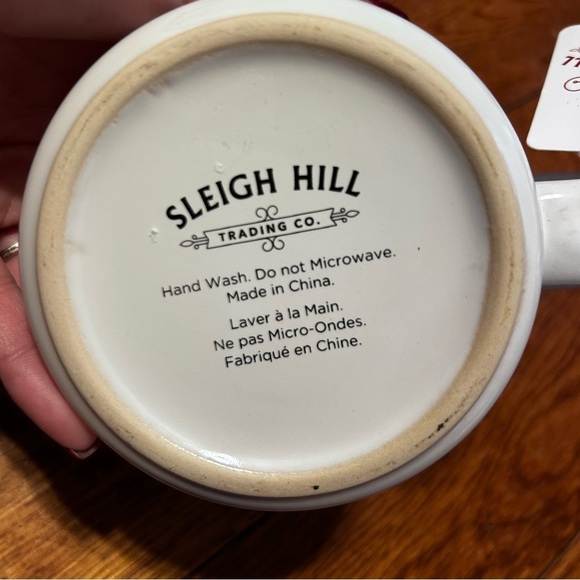 SLEIGH HILL
TRADING CO.
Hand Wash. Do not Microwave.
Made in China.
Laver à la Main.
Ne pas Micro-Ondes.
Fabriqué en Chine.